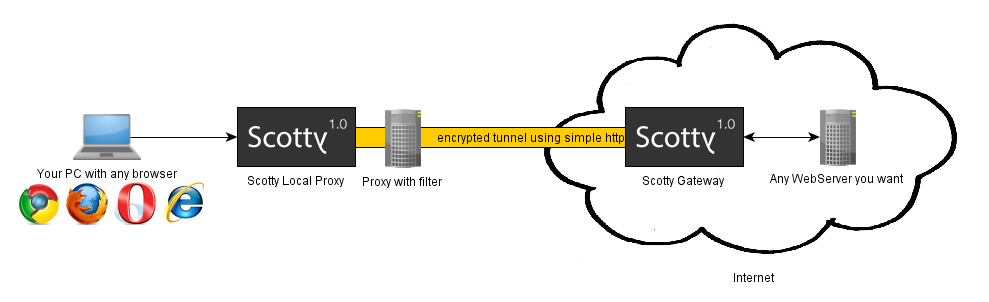 Scotty 1.0
encrypted tunnel using simple http
Scotty 1.0
Your PC with any browser
Scotty Local Proxy
Proxy with filter
Scotty Gateway
Any WebServer you want
Internet